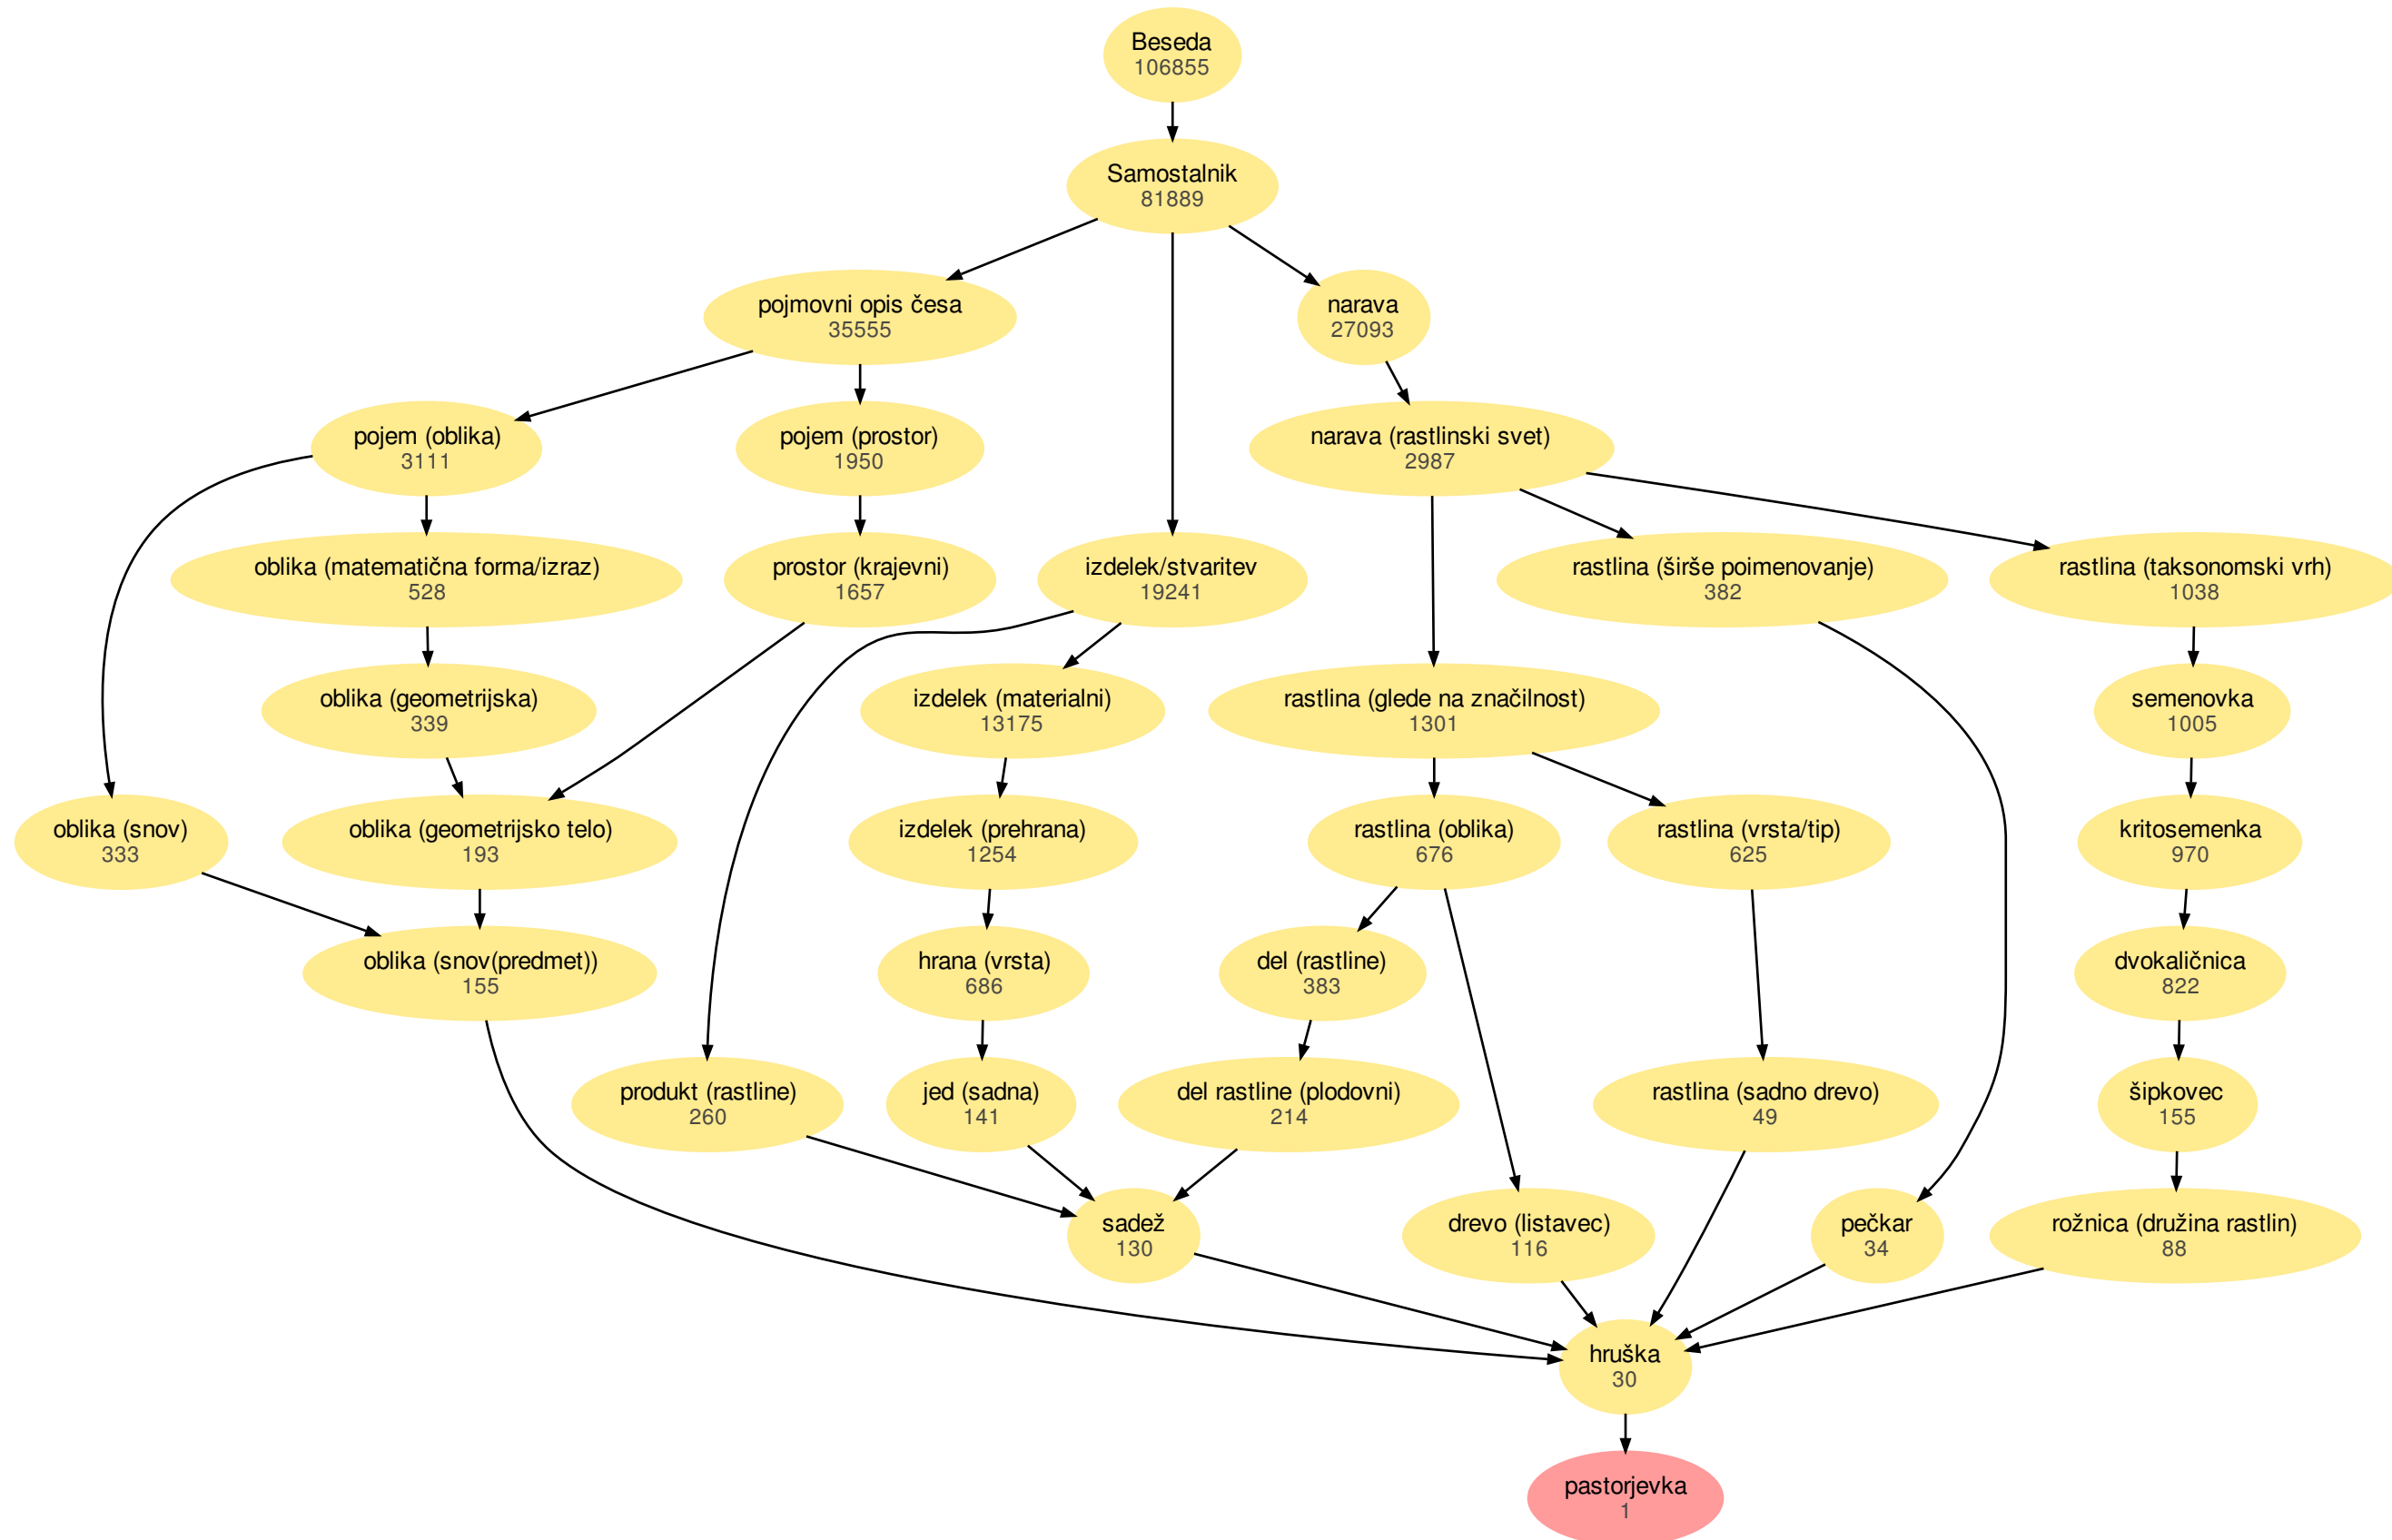 Beseda
106855
Samostalnik
81889
pojmovni opis česa
35555
narava
27093
pojem (oblika)
3111
pojem (prostor)
1950
narava (rastlinski svet)
2987
oblika (matematična forma/izraz)
528
prostor (krajevni)
1657
izdelek/stvaritev
19241
rastlina (širše poimenovanje)
382
rastlina (taksonomski vrh)
1038
oblika (geometrijska)
339
izdelek (materialni)
13175
rastlina (glede na značilnost)
1301
semenovka
1005
oblika (snov)
333
oblika (geometrijsko telo)
193
izdelek (prehrana)
1254
rastlina (oblika)
676
rastlina (vrsta/tip)
625
kritosemenka
970
oblika (snov(predmet))
155
hrana (vrsta)
686
del (rastline)
383
dvokaličnica
822
produkt (rastline)
260
jed (sadna)
141
del rastline (plodovni)
214
rastlina (sadno drevo)
49
šipkovec
155
sadež
130
drevo (listavec)
116
pečkar
34
rožnica (družina rastlin)
88
hruška
30
pastorjevka
1